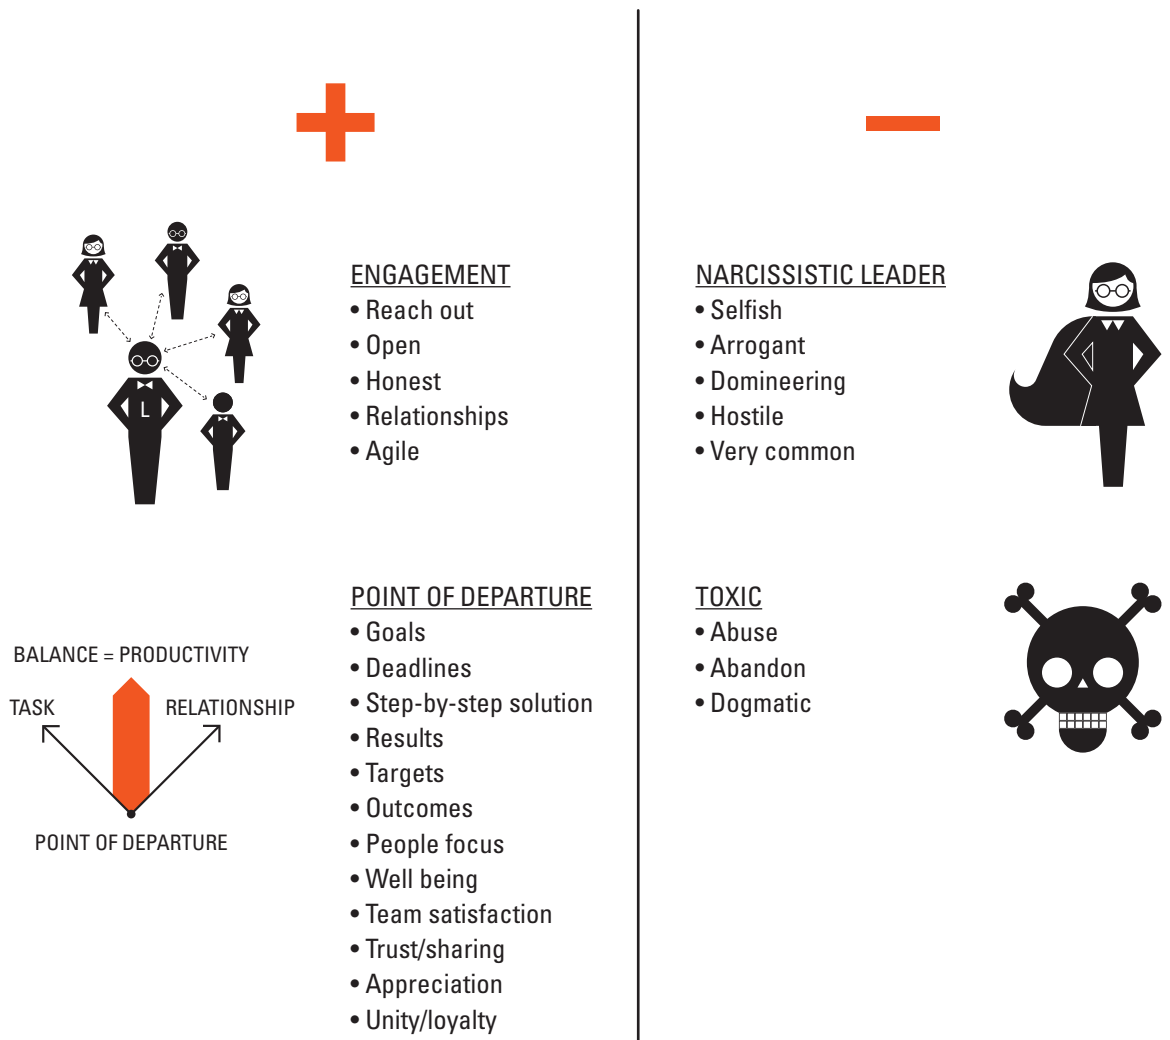 ENGAGEMENT
• Reach out
• Open
• Honest
• Relationships
• Agile
L
POINT OF DEPARTURE
• Goals
• Deadlines
• Step-by-step solution
• Results
• Targets
• Outcomes
• People focus
• Well being
• Team satisfaction
• Trust/sharing
• Appreciation
• Unity/loyalty
BALANCE = PRODUCTIVITY
TASK
RELATIONSHIP
POINT OF DEPARTURE
NARCISSISTIC LEADER
• Selfish
• Arrogant
• Domineering
• Hostile
• Very common
TOXIC
• Abuse
• Abandon
• Dogmatic